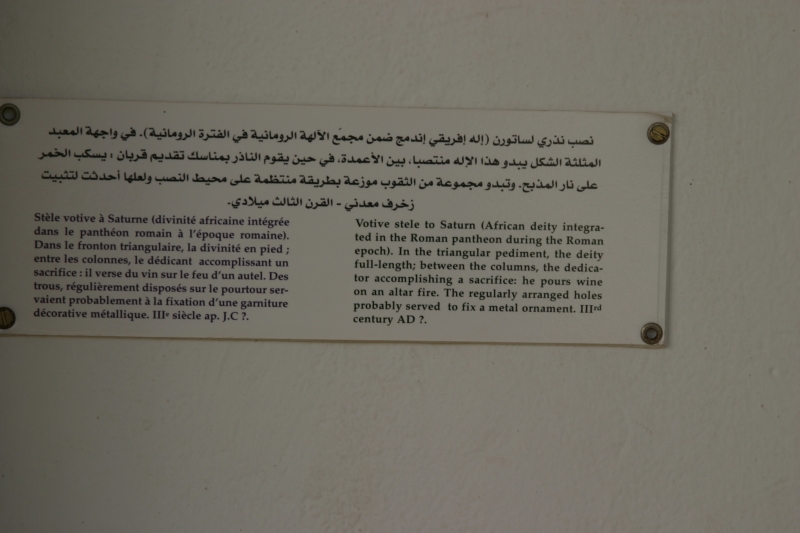 نصب نذري لساتورن (إله إفريقي إندمج ضمن مجمّع الآلهة الرومانية في الفترة الرومانية). في واجهة المعبد
المثلثة الشكل يبدو هذا الإله منتصبا، بين الأعمدة، في حين يقوم الناذر بمناسك تقديم قربان : يسكب الخمر
على نار المذبح. وتبدو مجموعة من الثقوب موزعة بطريقة منتظمة على محيط النصب ولعلها أحدثت لتثبيت
زخرف معدني - القرن الثالث ميلادي.
Stèle votive à Saturne (divinité africaine intégrée
dans le panthéon romain à l'époque romaine).
Dans le fronton triangulaire, la divinité en pied ;
entre les colonnes, le dédicant accomplissant un
sacrifice : il verse du vin sur le feu d'un autel. Des
trous, régulièrement disposés sur le pourtour ser-
vaient probablement à la fixation d'une garniture
décorative métallique. IIIe siècle ap. J.C ?.
Votive stele to Saturn (African deity integra-
ted in the Roman pantheon during the Roman
epoch). In the triangular pediment, the deity
full-length; between the columns, the dedica-
tor accomplishing a sacrifice: he pours wine
on an altar fire. The regularly arranged holes
probably served to fix a metal ornament. IIIrd
century AD ?.